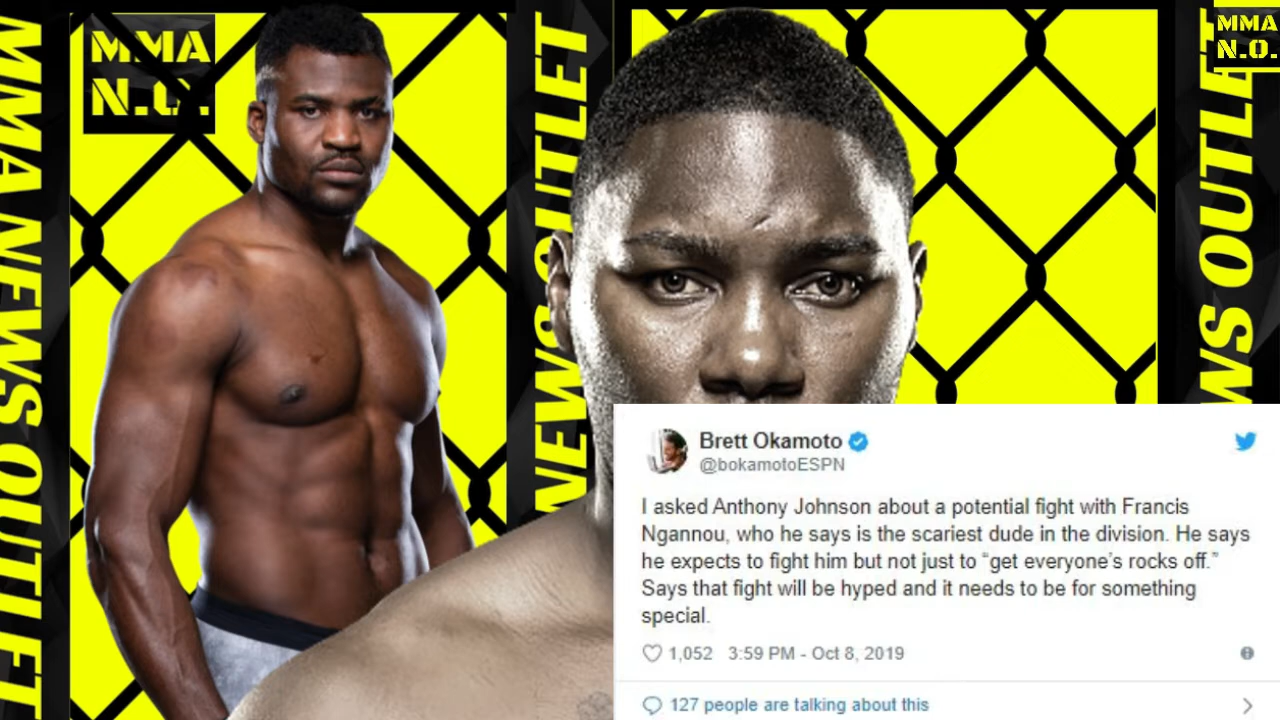 MMA NEWS OUTLET
MMA
N.O.
NEWS OUTLET
MMA
N.O.
WS OUTLET
Brett Okamoto
@bokamotoESPN
I asked Anthony Johnson about a potential fight with Francis
Ngannou, who he says is the scariest dude in the division. He says
he expects to fight him but not just to “get everyone’s rocks off.”
Says that fight will be hyped and it needs to be for something
special.
1,052 3:59 PM - Oct 8, 2019
127 people are talking about this